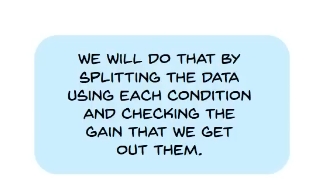 WE WILL DO THAT BY
SPLITTING THE DATA
USING EACH CONDITION
AND CHECKING THE
GAIN THAT WE GET
OUT THEM.